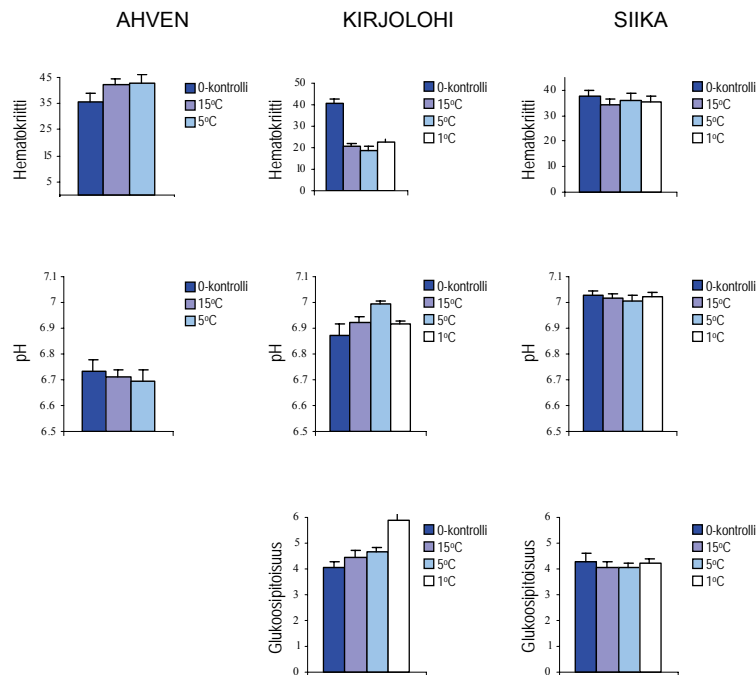 AHVEN
KIRJOLOHI
SIIKA
Hematokriitti
45
35
25
15
5
0-kontrolli
15ºC
5ºC
Hematokriitti
50
40
30
20
10
0
0-kontrolli
15ºC
5ºC
1ºC
Hematokriitti
40
30
20
10
0
0-kontrolli
15ºC
5ºC
1ºC
pH
7.1
7
6.9
6.8
6.7
6.6
6.5
0-kontrolli
15ºC
5ºC
pH
7.1
7
6.9
6.8
6.7
6.6
6.5
0-kontrolli
15ºC
5ºC
1ºC
pH
7.1
7
6.9
6.8
6.7
6.6
6.5
0-kontrolli
15ºC
5ºC
1ºC
Glukoosipitoisuus
6
5
4
3
2
1
0
0-kontrolli
15ºC
5ºC
1ºC
Glukoosipitoisuus
6
5
4
3
2
1
0
0-kontrolli
15ºC
5ºC
1ºC